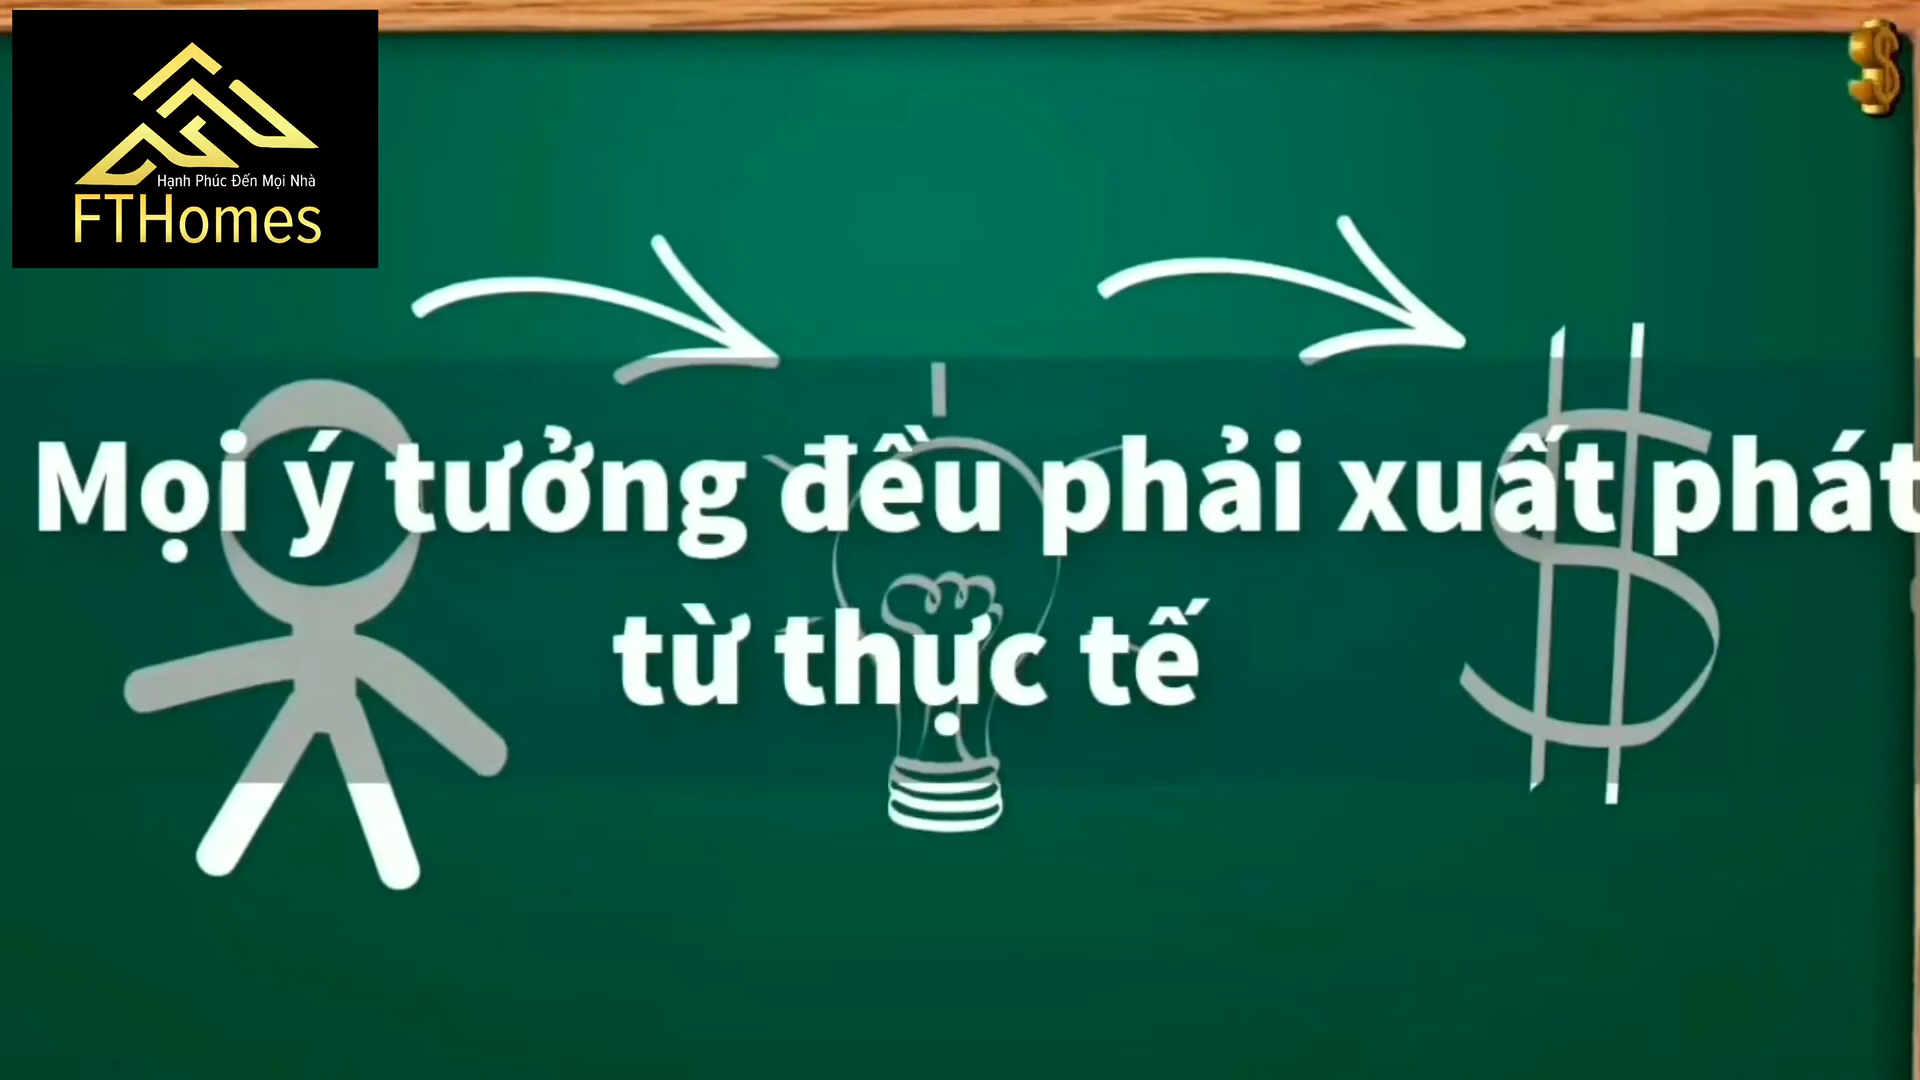 Hạnh Phúc Đến Mọi Nhà
FTHomes
Mọi ý tưởng đều phải xuất phát
từ thực tế